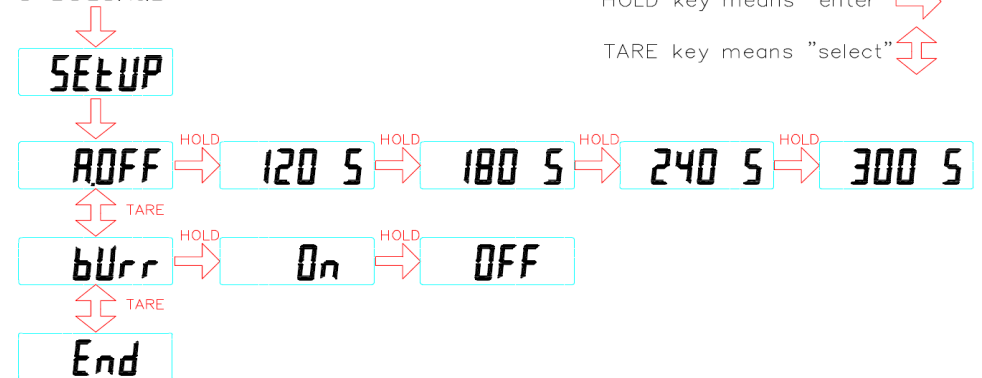 HOLD key means "enter"
TARE key means "select"
SEtUP
A.OFF HOLD 120 S HOLD 180 S HOLD 240 S HOLD 300 S
TARE
bUrr HOLD On HOLD OFF
TARE
End